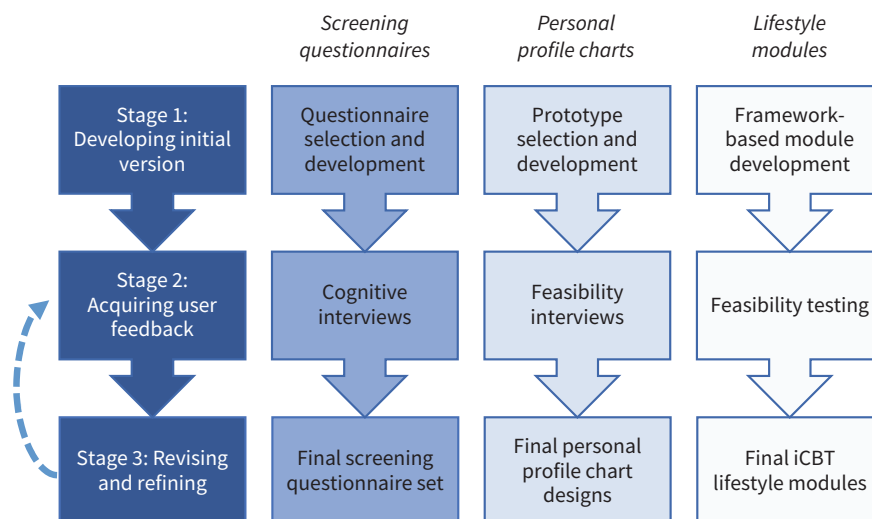 Screening
questionnaires
Personal
profile charts
Lifestyle
modules
Stage 1:
Developing initial
version
Questionnaire
selection and
development
Prototype
selection and
development
Framework-
based module
development
Stage 2:
Acquiring user
feedback
Cognitive
interviews
Feasibility
interviews
Feasibility testing
Stage 3: Revising
and refining
Final screening
questionnaire set
Final personal
profile chart
designs
Final iCBT
lifestyle modules